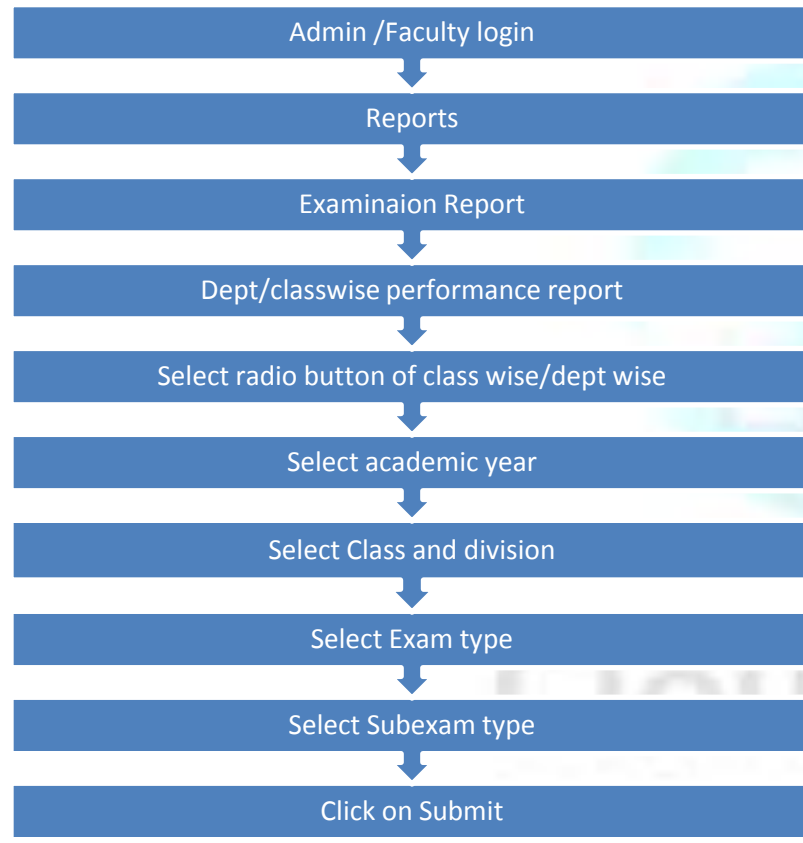 Admin /Faculty login
Reports
Examinaion Report
Dept/classwise performance report
Select radio button of class wise/dept wise
Select academic year
Select Class and division
Select Exam type
Select Subexam type
Click on Submit